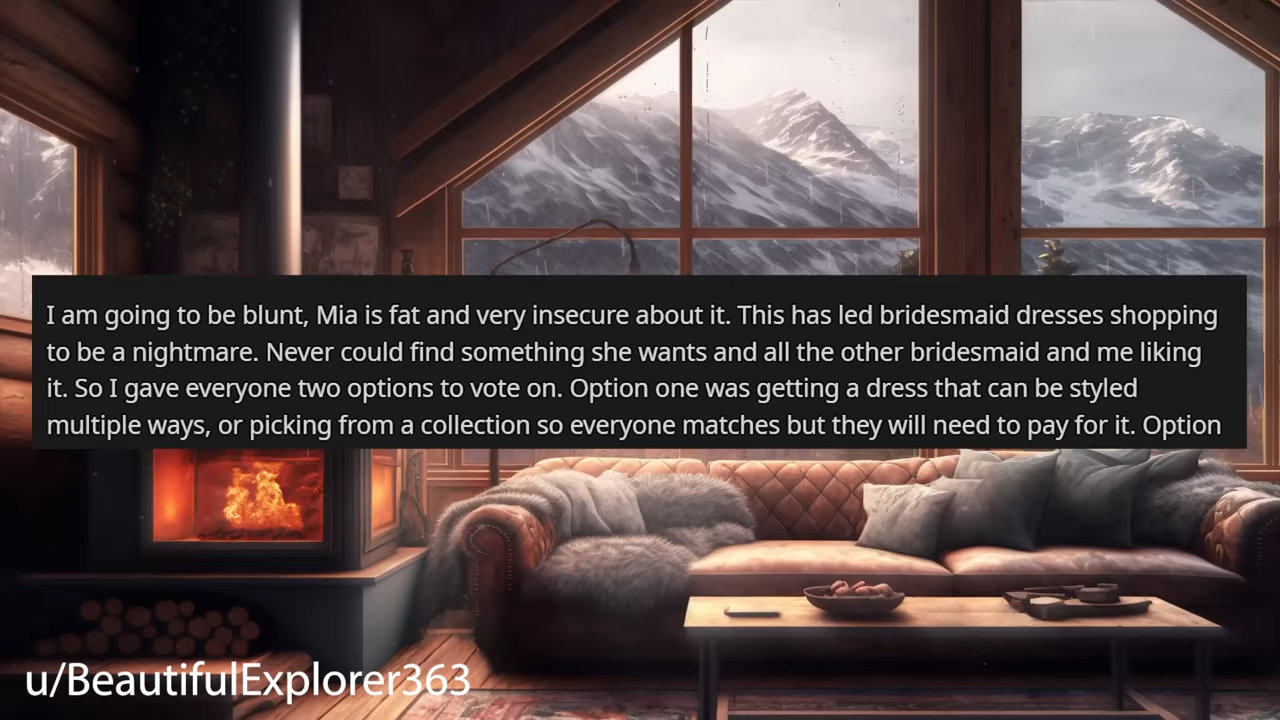 I am going to be blunt, Mia is fat and very insecure about it. This has led bridesmaid dresses shopping
to be a nightmare. Never could find something she wants and all the other bridesmaid and me liking
it. So I gave everyone two options to vote on. Option one was getting a dress that can be styled
multiple ways, or picking from a collection so everyone matches but they will need to pay for it. Option
u/BeautifulExplorer363